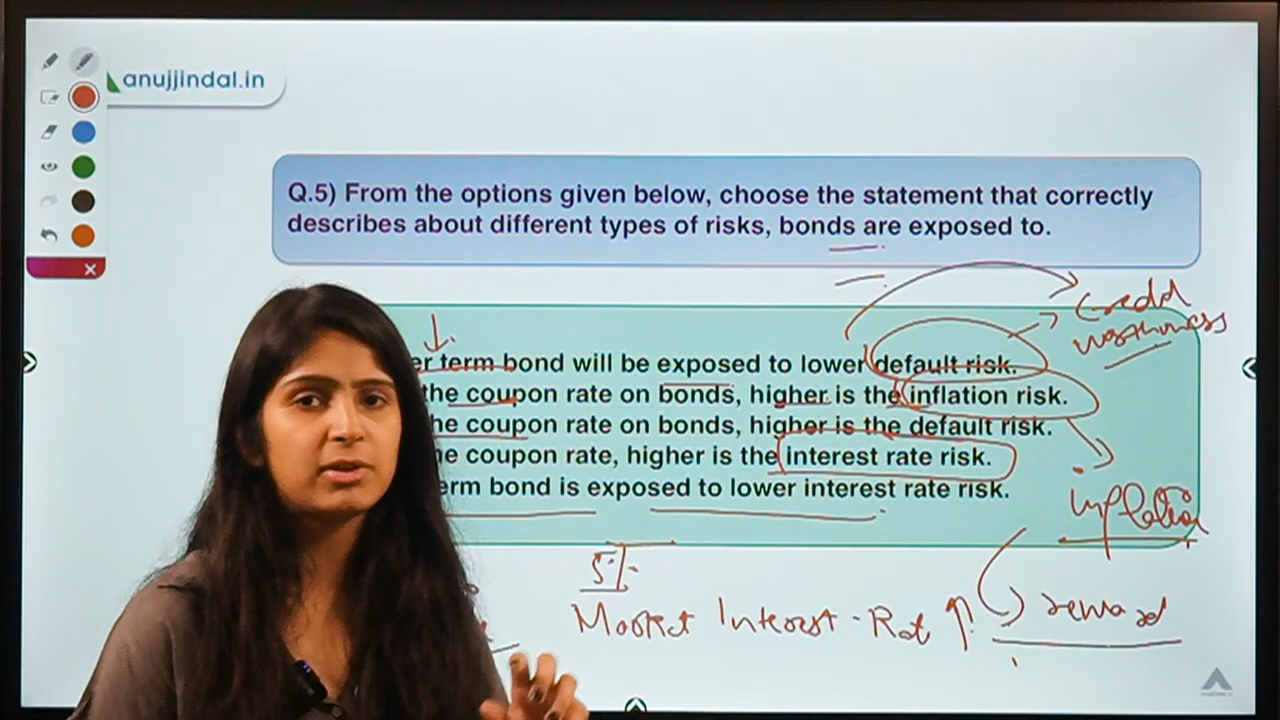 anujjindal.in
Q.5) From the options given below, choose the statement that correctly
describes about different types of risks, bonds are exposed to.
er term bond will be exposed to lower default risk.
the coupon rate on bonds, higher is the inflation risk.
he coupon rate on bonds, higher is the default risk.
e coupon rate, higher is the interest rate risk.
erm bond is exposed to lower interest rate risk.
worthiness
inflation
5%
Market Interest-Rat
reward